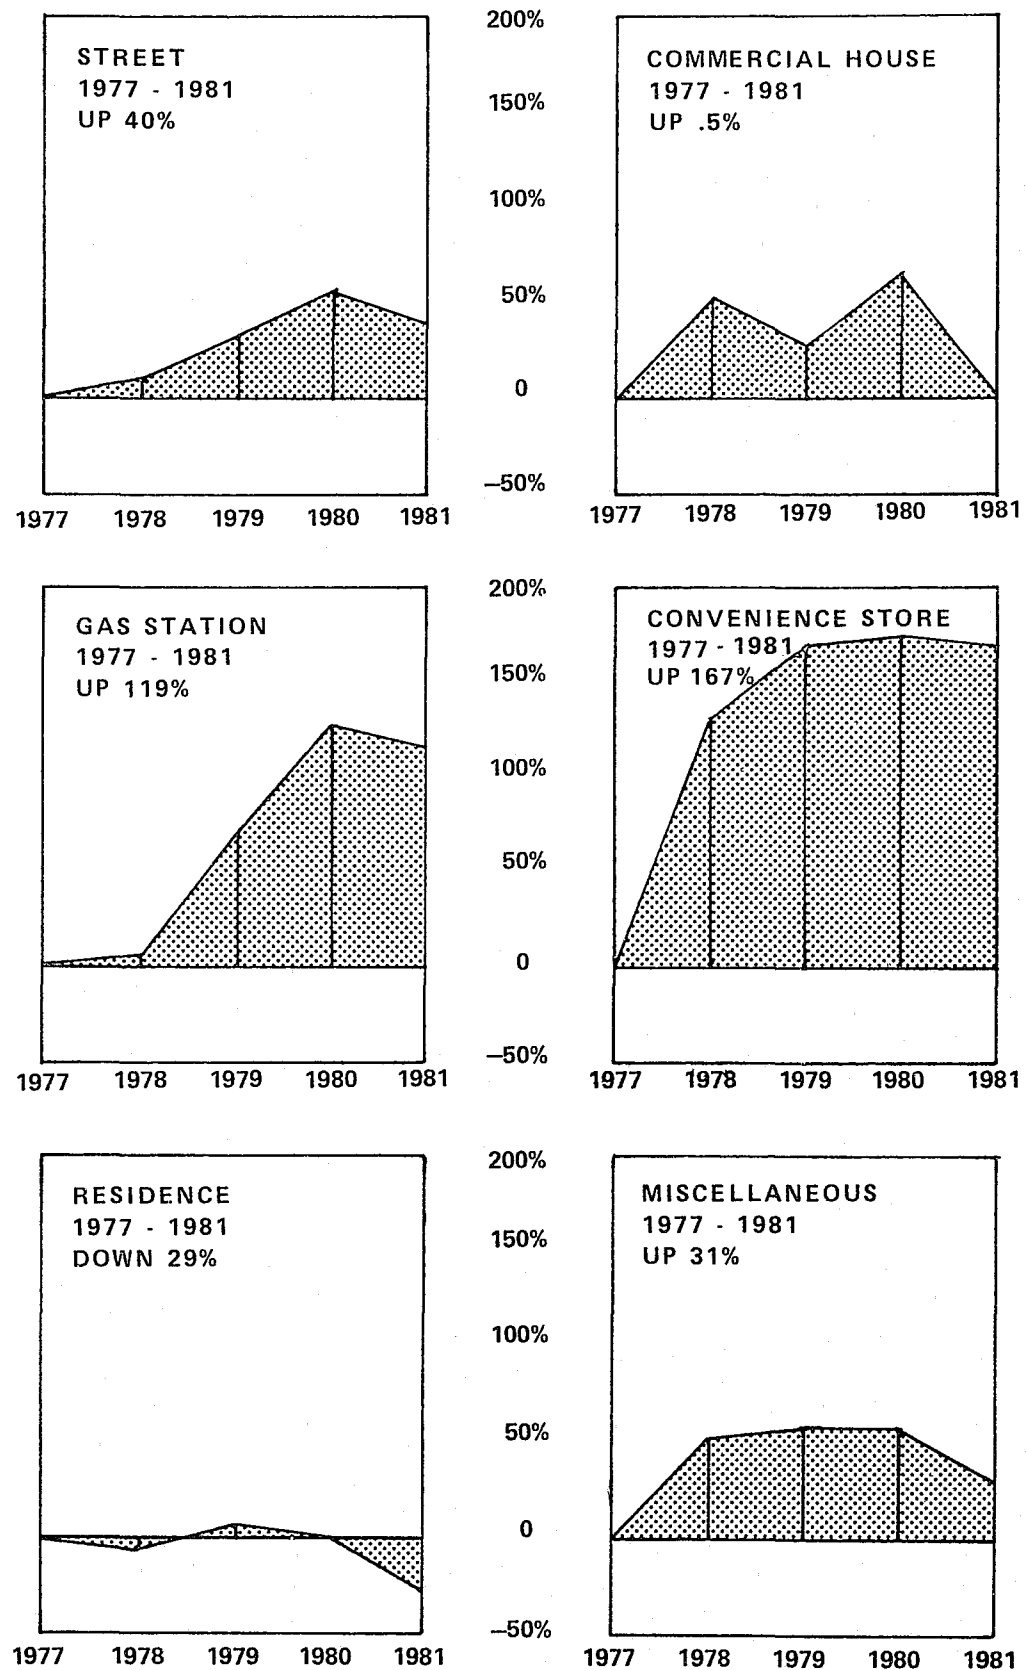 STREET
1977 - 1981
UP 40%
200%
150%
100%
50%
0
–50%
COMMERCIAL HOUSE
1977 - 1981
UP .5%
1977 1978 1979 1980 1981
1977 1978 1979 1980 1981
GAS STATION
1977 - 1981
UP 119%
200%
150%
100%
50%
0
–50%
CONVENIENCE STORE
1977 - 1981
UP 167%
1977 1978 1979 1980 1981
1977 1978 1979 1980 1981
RESIDENCE
1977 - 1981
DOWN 29%
200%
150%
100%
50%
0
–50%
MISCELLANEOUS
1977 - 1981
UP 31%
1977 1978 1979 1980 1981
1977 1978 1979 1980 1981